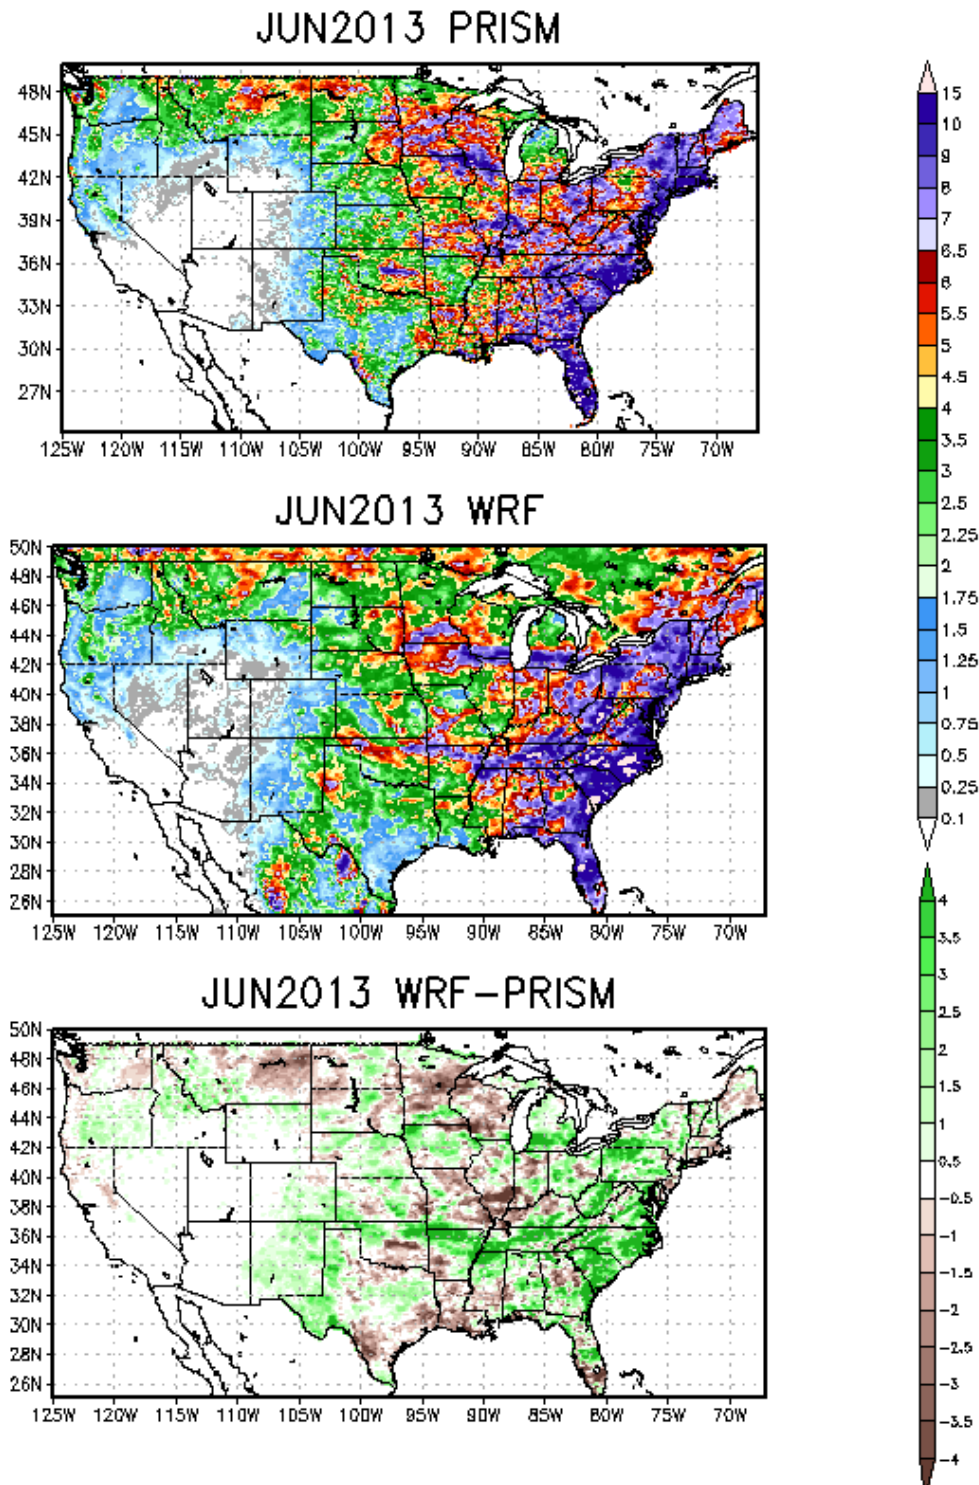 JUN2013 PRISM
48N
45N
42N
39N
36N
33N
30N
27N
125W 120W 115W 110W 105W 100W 95W 90W 85W 80W 75W 70W
JUN2013 WRF
50N
48N
46N
44N
42N
40N
38N
36N
34N
32N
30N
28N
26N
125W 120W 115W 110W 105W 100W 95W 90W 85W 80W 75W 70W
JUN2013 WRF-PRISM
50N
48N
46N
44N
42N
40N
38N
36N
34N
32N
30N
28N
26N
125W 120W 115W 110W 105W 100W 95W 90W 85W 80W 75W 70W
15
10
9
8
7
6.5
6
5.5
5
4.5
4
3.5
3
2.5
2.25
2
1.75
1.5
1.25
1
0.75
0.5
0.25
0.1
4
3.5
3
2.5
2
1.5
1
0.5
-0.5
-1
-1.5
-2
-2.5
-3
-3.5
-4